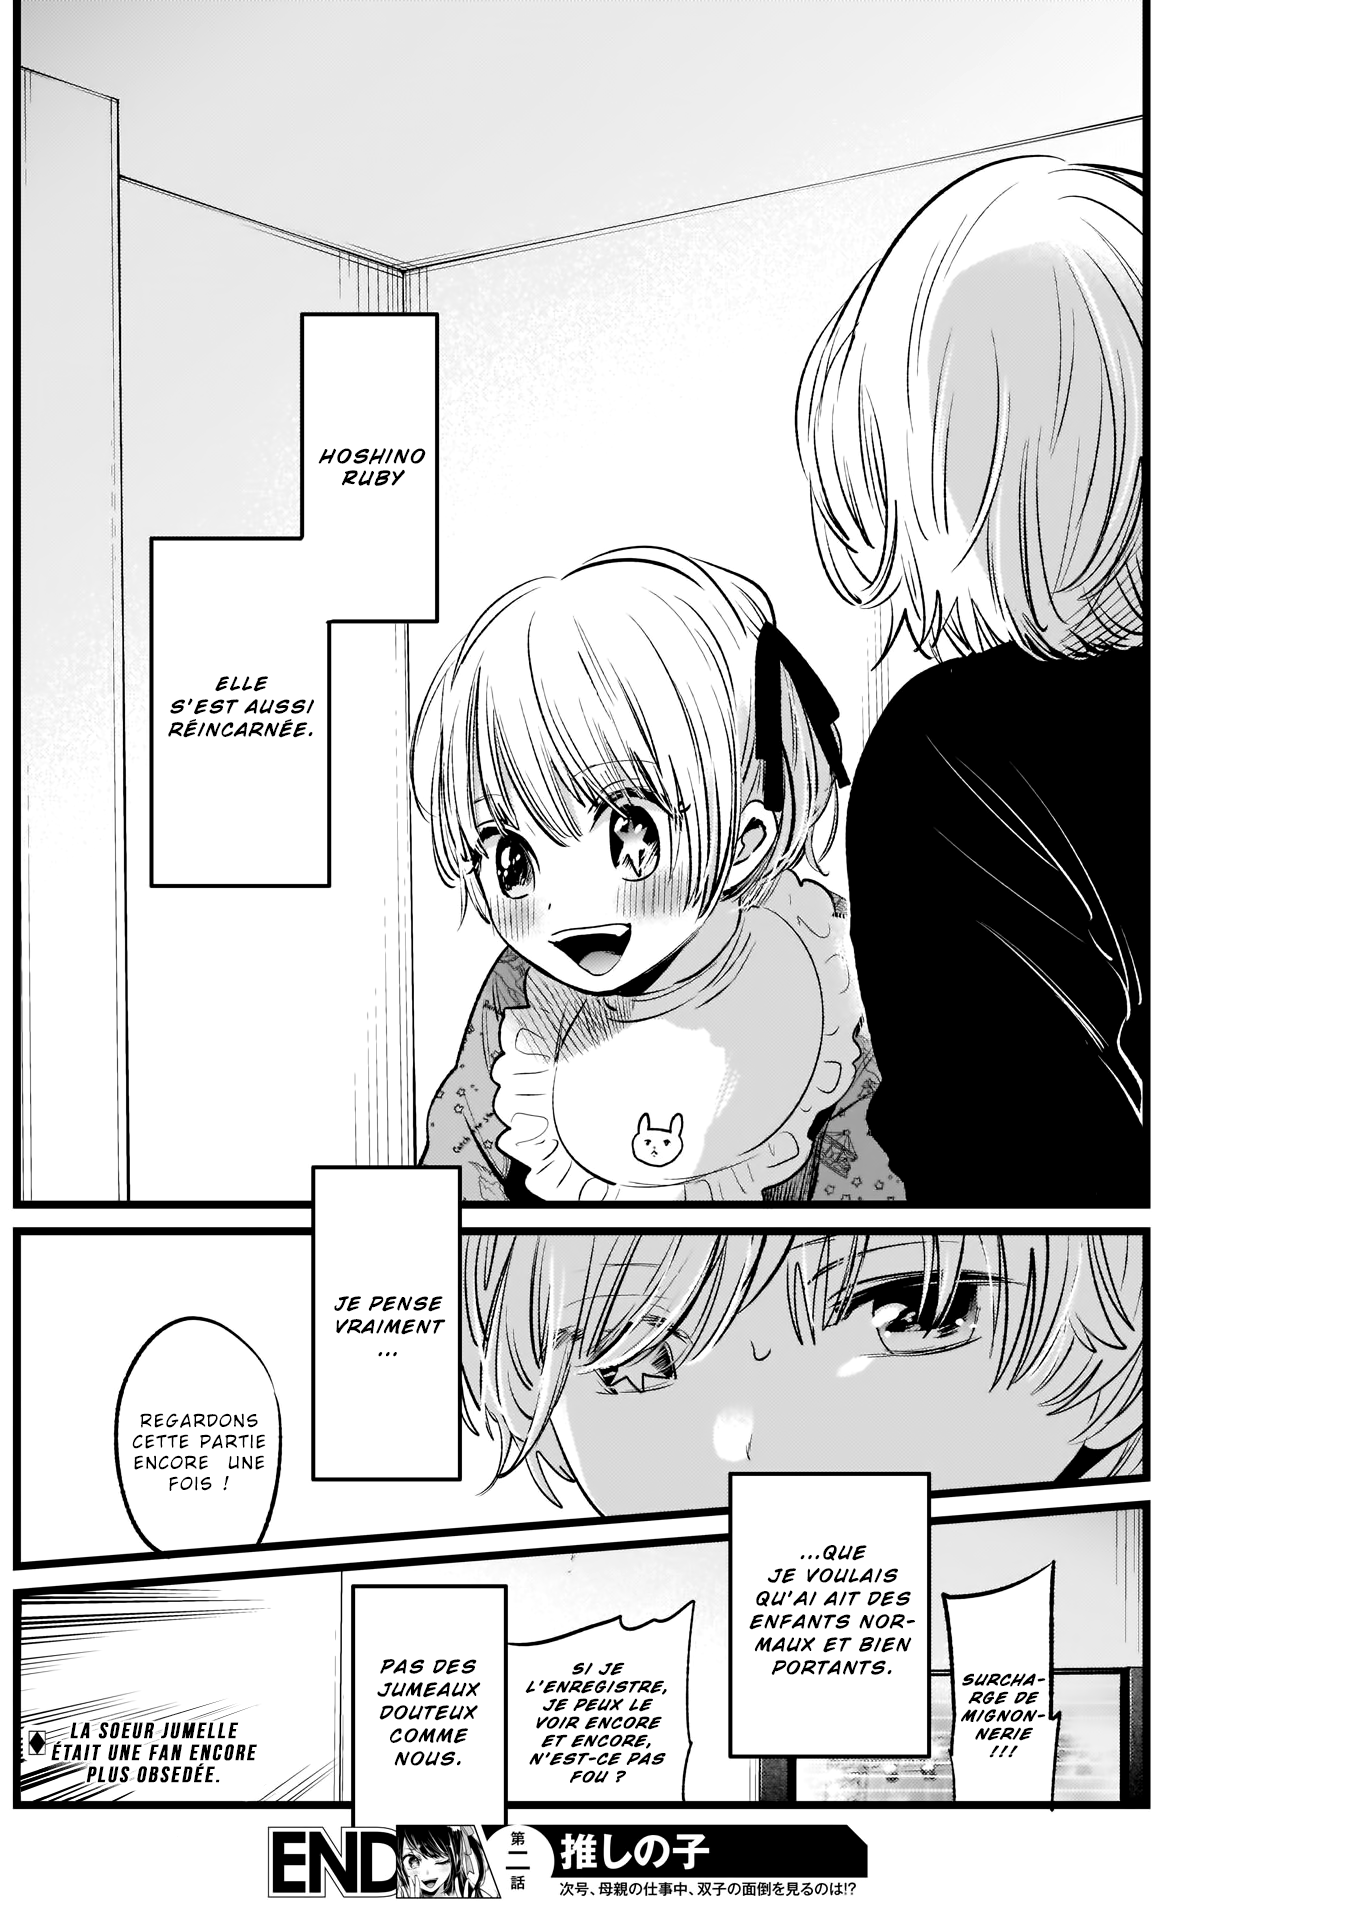 HOSHINO
RUBY
ELLE
S'EST AUSSI
RÉINCARNÉE.
JE PENSE
VRAIMENT
...
REGARDONS
CETTE PARTIE
ENCORE UNE
FOIS !
SURCHA-
RGE DE
MIGNON-
NERIE
!!!
...QUE
JE VOULAIS
QU'AI AIT DES
ENFANTS NOR-
MAUX ET BIEN
PORTANTS.
SI JE
L'ENREGISTRE,
JE PEUX LE
VOIR ENCORE
ET ENCORE,
N'EST-CE PAS
FOU ?
PAS DES
JUMEAUX
DOUTEUX
COMME
NOUS.
LA SOEUR JUMELLE
ÉTAIT UNE FAN ENCORE
PLUS OBSEDÉE.
END
第二話
推しの子
次号、母親の仕事中、双子の面倒を見るのは!?